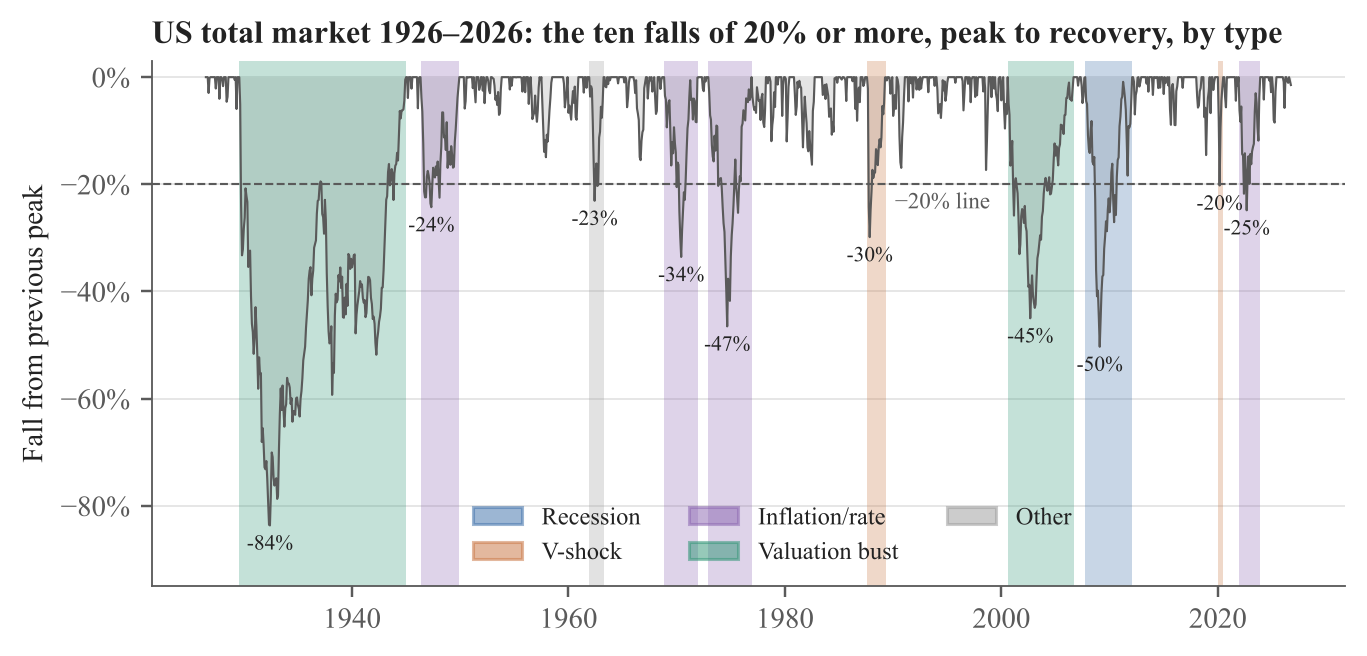 US total market 1926–2026: the ten falls of 20% or more, peak to recovery, by type
Fall from previous peak
0%
−20%
−40%
−60%
−80%
-84%
-24%
-23%
-34%
-47%
-30%
−20% line
-45%
-50%
-20%
-25%
Recession
Inflation/rate
Other
V-shock
Valuation bust
1940
1960
1980
2000
2020